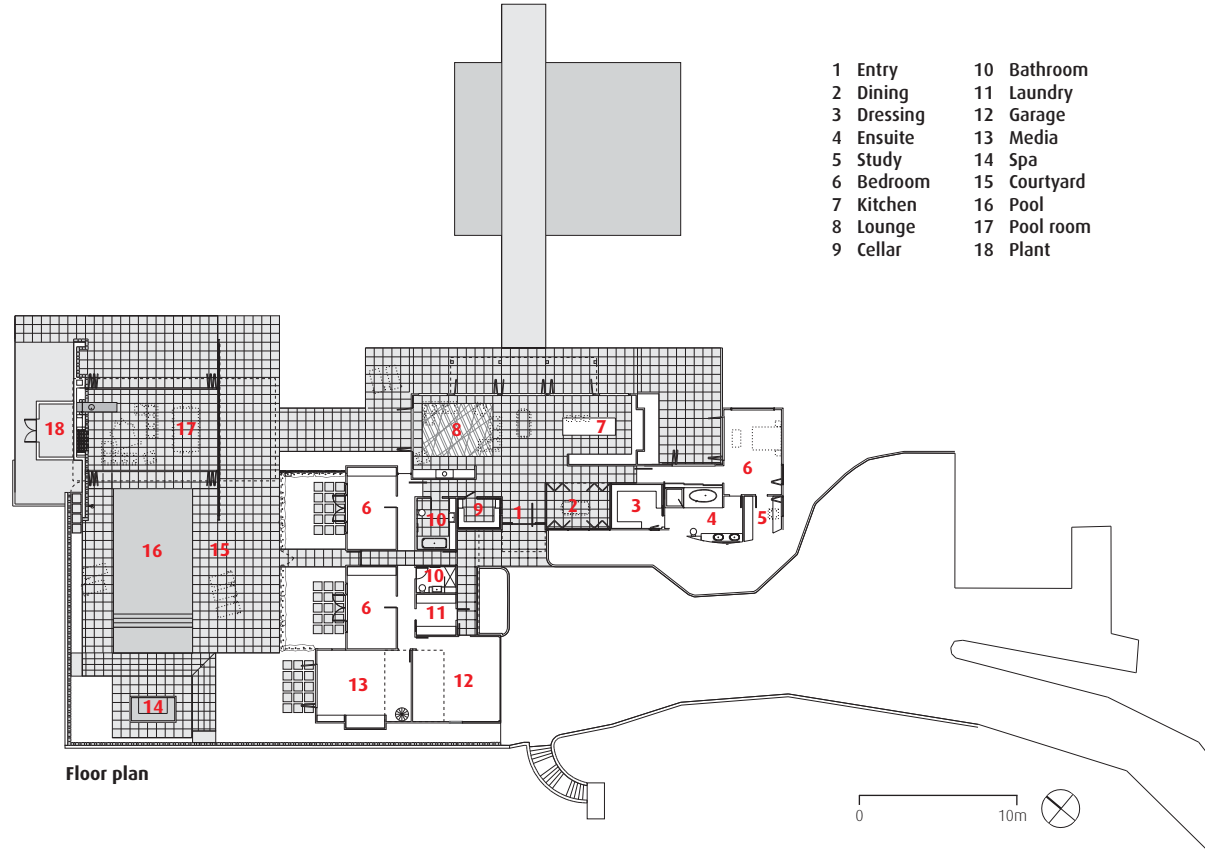 1 Entry
2 Dining
3 Dressing
4 Ensuite
5 Study
6 Bedroom
7 Kitchen
8 Lounge
9 Cellar
10 Bathroom
11 Laundry
12 Garage
13 Media
14 Spa
15 Courtyard
16 Pool
17 Pool room
18 Plant
18
17
8
7
6
6
10
9
1
2
3
4
5
16
15
10
6
11
13
12
14
Floor plan
0 10m